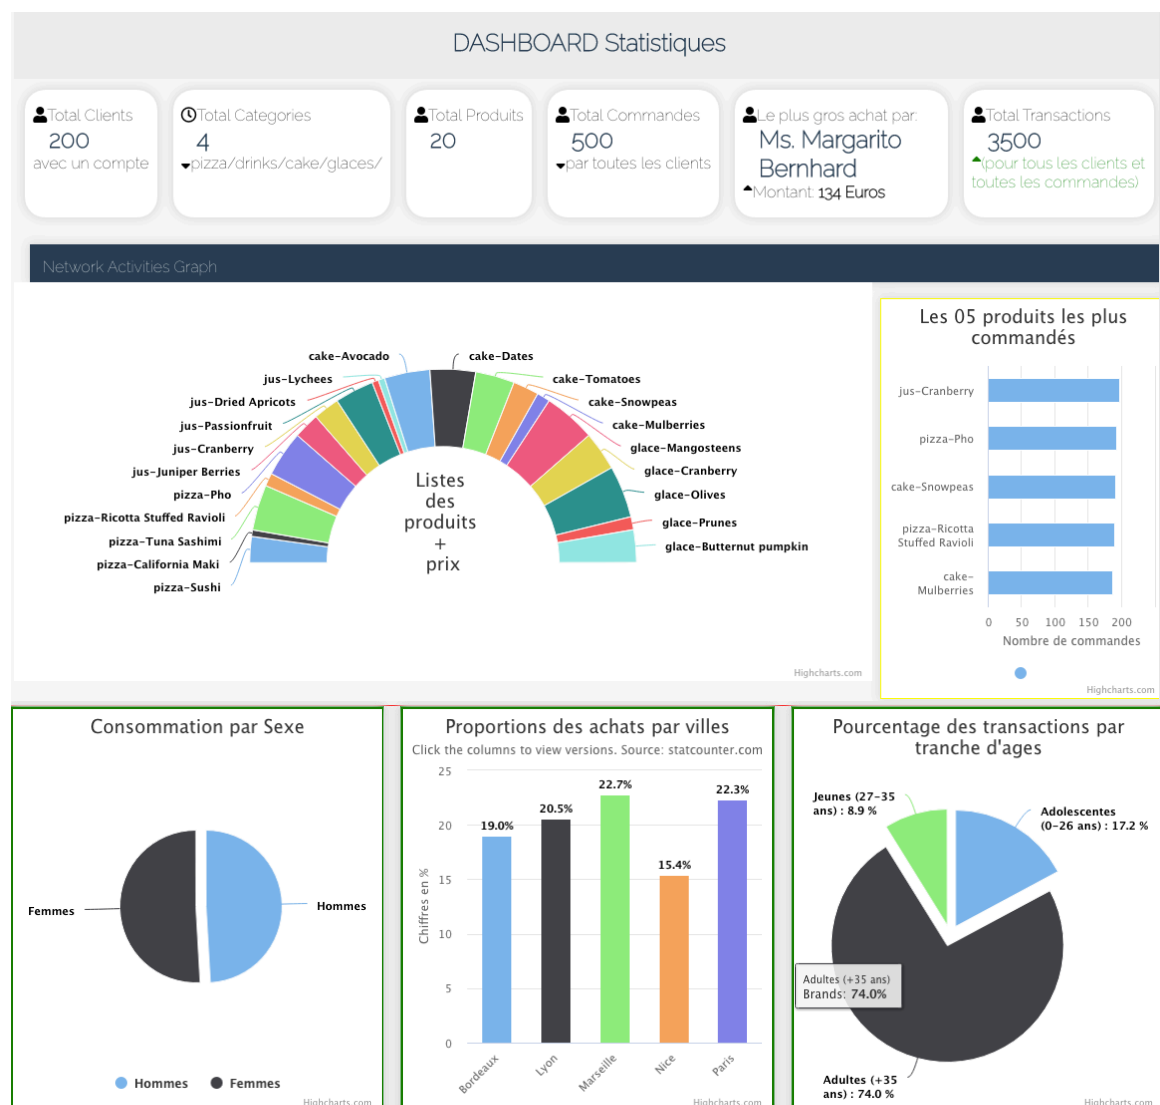 DASHBOARD Statistiques
Total Clients
200
avec un compte
Total Categories
4
pizza/drinks/cake/glaces/
Total Produits
20
Total Commandes
500
par toutes les clients
Le plus gros achat par:
Ms. Margarito
Bernhard
Montant: 134 Euros
Total Transactions
3500
(pour tous les clients et
toutes les commandes)
Network Activities Graph
cake-Avocado
jus-Lychees
jus-Dried Apricots
jus-Passionfruit
jus-Cranberry
jus-Juniper Berries
pizza-Pho
pizza-Ricotta Stuffed Ravioli
pizza-Tuna Sashimi
pizza-California Maki
pizza-Sushi
cake-Dates
cake-Tomatoes
cake-Snowpeas
cake-Mulberries
glace-Mangosteens
glace-Cranberry
glace-Olives
glace-Prunes
glace-Butternut pumpkin
Listes
des
produits
+
prix
Highcharts.com
Les 05 produits les plus
commandés
jus-Cranberry
pizza-Pho
cake-Snowpeas
pizza-Ricotta
Stuffed Ravioli
cake-
Mulberries
0 50 100 150 200
Nombre de commandes
Highcharts.com
Consommation par Sexe
Femmes
Hommes
Hommes Femmes
Highcharts.com
Proportions des achats par villes
Click the columns to view versions. Source: statcounter.com
Chiffres en %
25
20
15
10
5
0
19.0%
20.5%
22.7%
15.4%
22.3%
Bordeaux
Lyon
Marseille
Nice
Paris
Highcharts.com
Pourcentage des transactions par
tranche d'ages
Jeunes (27-35
ans) : 8.9 %
Adolescentes
(0-26 ans) : 17.2 %
Adultes (+35 ans)
Brands: 74.0%
Adultes (+35
ans) : 74.0 %
Highcharts.com